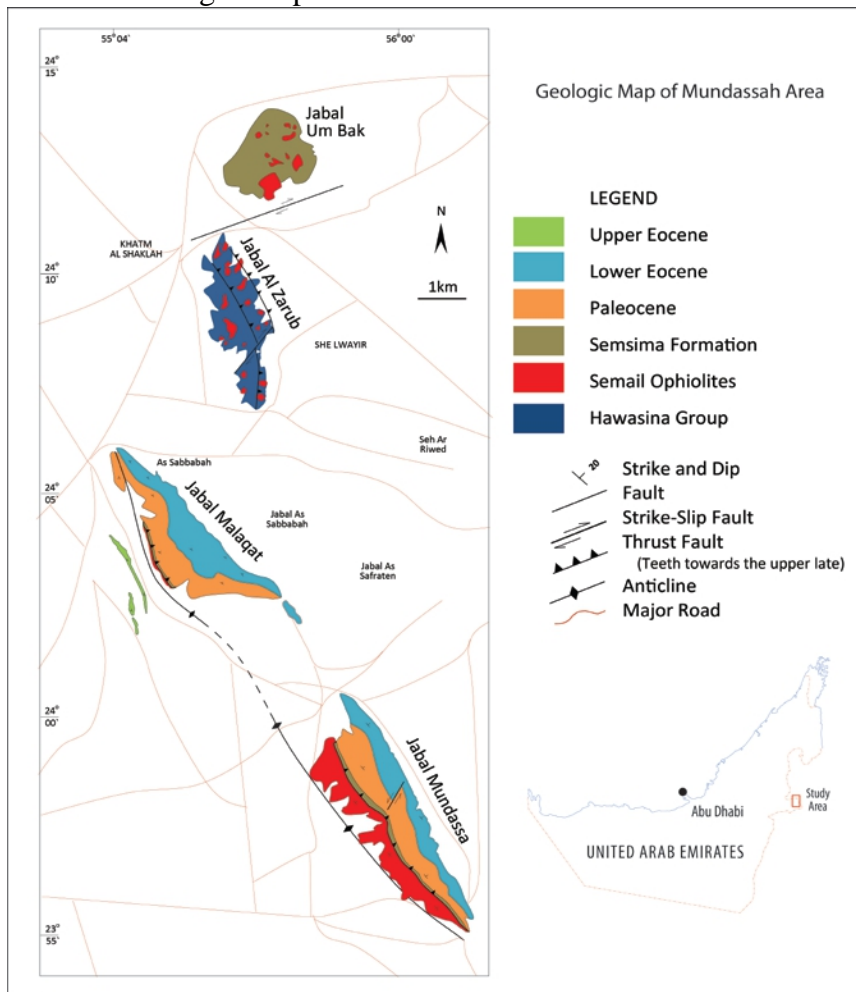 55° 04'
56° 00'
24°
15'
Jabal
Um Bak
Geologic Map of Mundassah Area
LEGEND
Upper Eocene
Lower Eocene
Paleocene
Semsima Formation
Semail Ophiolites
Hawasina Group
N
1km
KHATM
AL SHAKLAH
Jabal Al Zarub
24°
10'
SHE LWAYIR
Seh Ar
Riwed
20
Strike and Dip
Fault
Strike-Slip Fault
Thrust Fault
(Teeth towards the upper late)
Anticline
Major Road
As Sabbabah
24°
05'
Jabal Malaqat
Jabal As
Sabbabah
Jabal As
Safraten
24°
00'
Jabal Mundassa
23°
55'
Abu Dhabi
Study
Area
UNITED ARAB EMIRATES